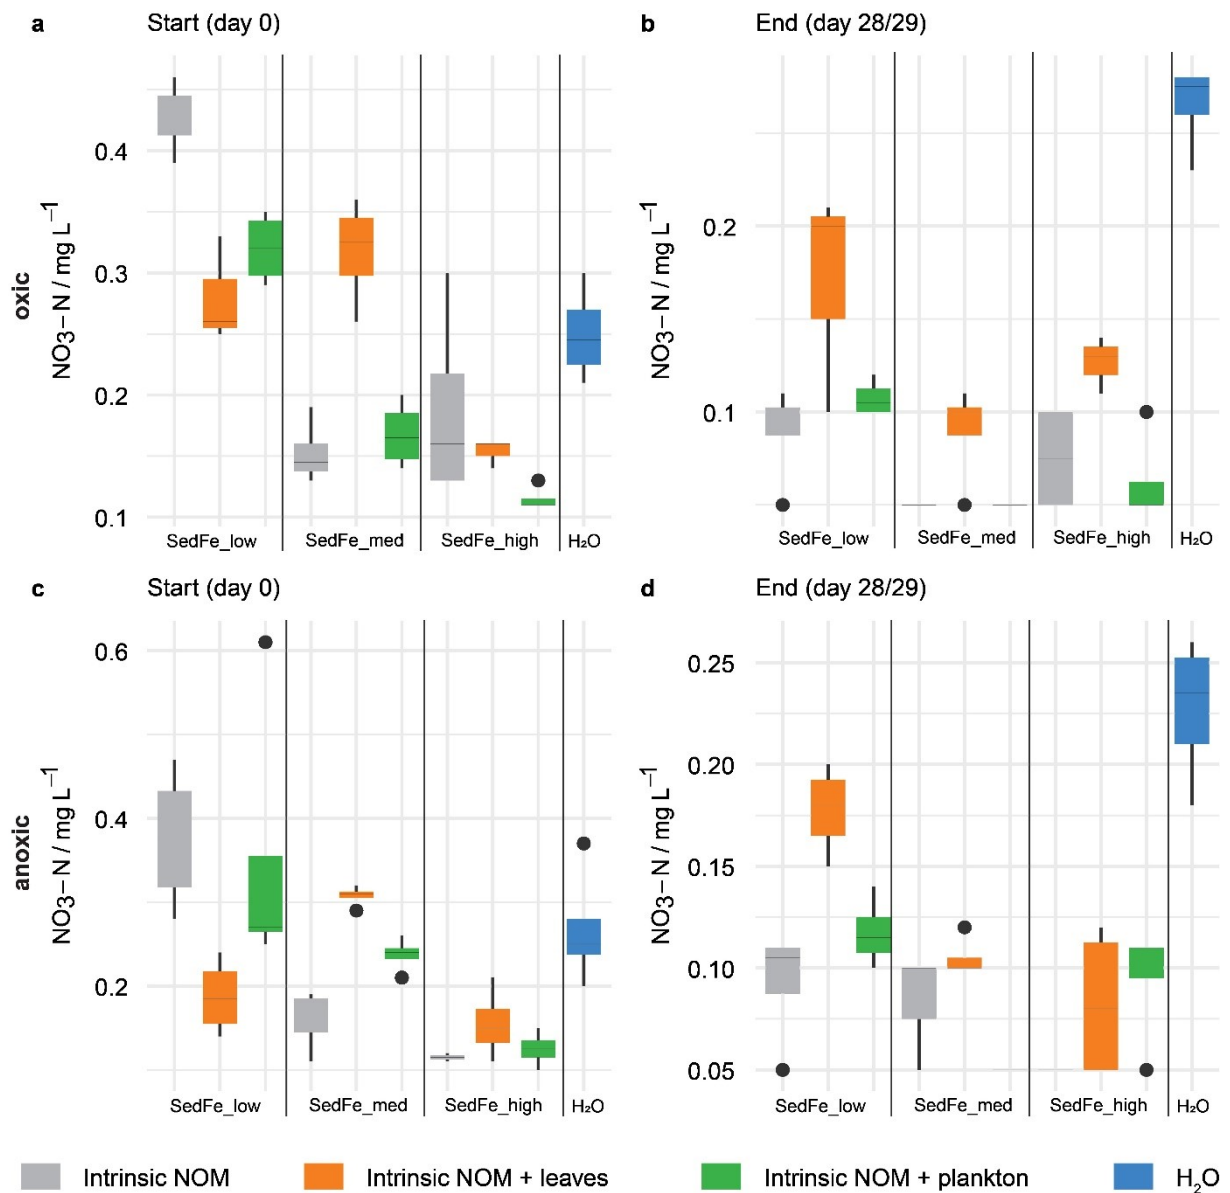 a Start (day 0)
b End (day 28/29)
oxic
NO3−N / mg L−1
0.4
0.3
0.2
0.1
SedFe_low SedFe_med SedFe_high H₂O
NO3−N / mg L−1
0.2
0.1
SedFe_low SedFe_med SedFe_high H₂O
c Start (day 0)
d End (day 28/29)
anoxic
NO3−N / mg L−1
0.6
0.4
0.2
SedFe_low SedFe_med SedFe_high H₂O
NO3−N / mg L−1
0.25
0.20
0.15
0.10
0.05
SedFe_low SedFe_med SedFe_high H₂O
Intrinsic NOM Intrinsic NOM + leaves Intrinsic NOM + plankton H₂O